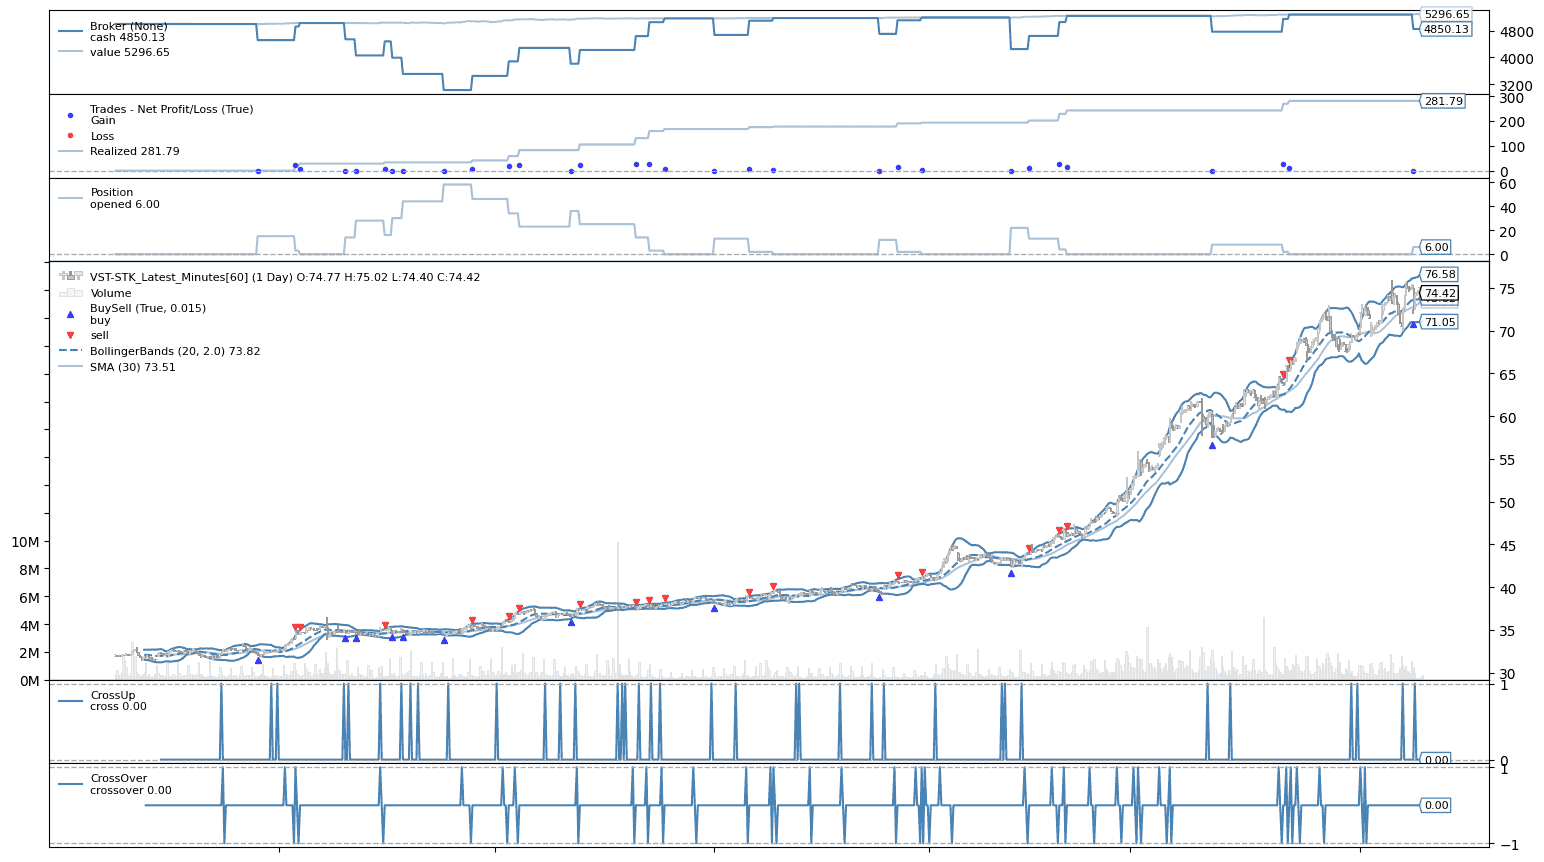 Broker (None)
cash 4850.13
value 5296.65
5296.65
4850.13
4800
4000
3200
Trades - Net Profit/Loss (True)
Gain
Loss
Realized 281.79
281.79
300
200
100
0
Position
opened 6.00
6.00
60
40
20
0
VST-STK_Latest_Minutes[60] (1 Day) O:74.77 H:75.02 L:74.40 C:74.42
Volume
BuySell (True, 0.015)
buy
sell
BollingerBands (20, 2.0) 73.82
SMA (30) 73.51
76.58
74.42
71.05
75
70
65
60
55
50
45
40
35
30
10M
8M
6M
4M
2M
0M
CrossUp
cross 0.00
0.00
1
0
CrossOver
crossover 0.00
0.00
1
−1